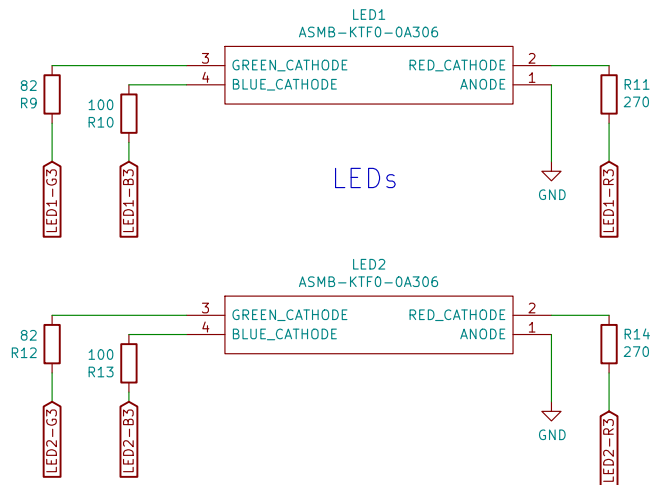 LED1
ASMB-KTF0-0A306
3 GREEN_CATHODE RED_CATHODE 2
4 BLUE_CATHODE ANODE 1
82
R9
100
R10
R11
270
LED1-G3
LED1-B3
LEDs
GND
LED1-R3
LED2
ASMB-KTF0-0A306
3 GREEN_CATHODE RED_CATHODE 2
4 BLUE_CATHODE ANODE 1
82
R12
100
R13
R14
270
LED2-G3
LED2-B3
GND
LED2-R3